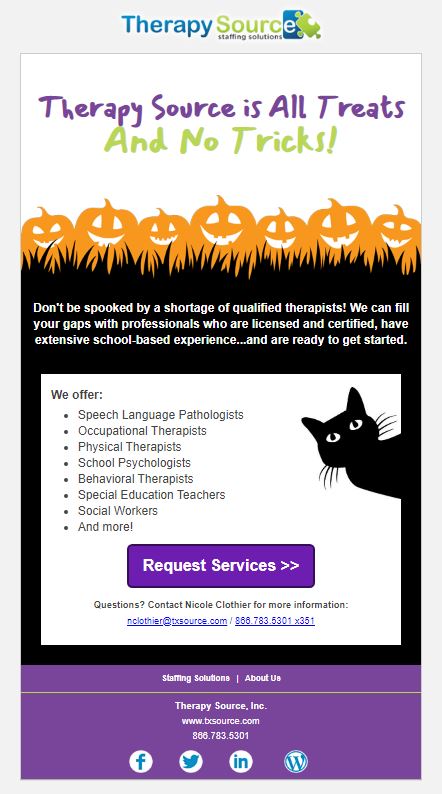 Therapy Source
staffing solutions
Therapy Source is All Treats
And No Tricks!
Don't be spooked by a shortage of qualified therapists! We can fill
your gaps with professionals who are licensed and certified, have
extensive school-based experience...and are ready to get started.
We offer:
• Speech Language Pathologists
• Occupational Therapists
• Physical Therapists
• School Psychologists
• Behavioral Therapists
• Special Education Teachers
• Social Workers
• And more!
Request Services >>
Questions? Contact Nicole Clothier for more information:
nclothier@txsource.com / 866.783.5301 x351
Staffing Solutions | About Us
Therapy Source, Inc.
www.txsource.com
866.783.5301